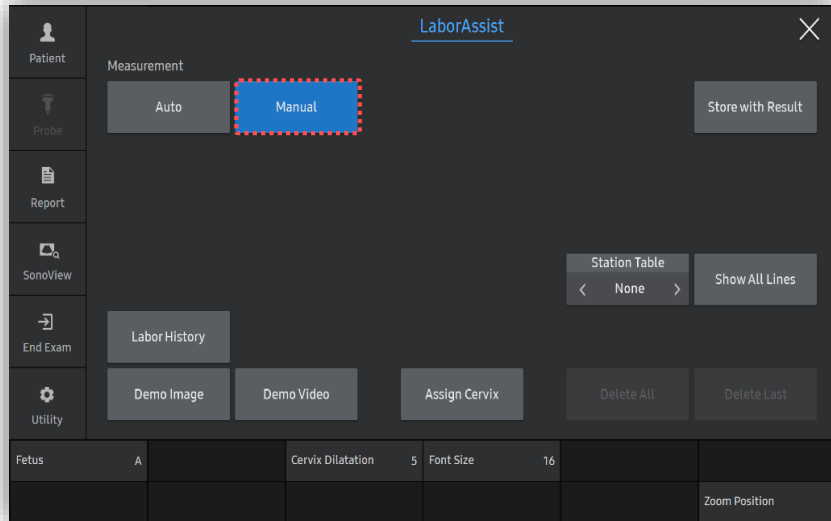 LaborAssist
Patient
Probe
Report
SonoView
End Exam
Utility
Measurement
Auto
Manual
Store with Result
Station Table
< None >
Show All Lines
Labor History
Demo Image
Demo Video
Assign Cervix
Delete All
Delete Last
Fetus A
Cervix Dilatation 5
Font Size 16
Zoom Position